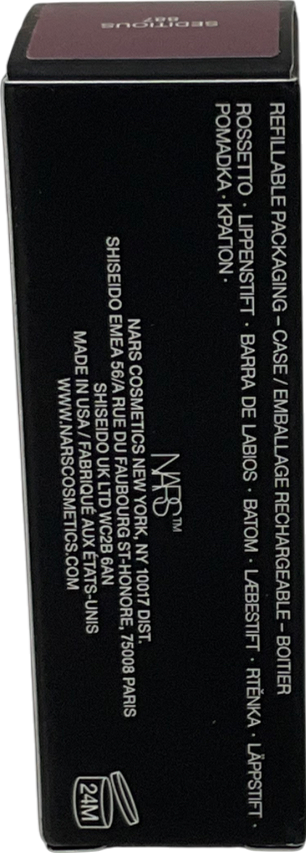 SEDITIOUS
887
REFILLABLE PACKAGING – CASE / EMBALLAGE RECHARGEABLE – BOITIER
ROSSETTO · LIPPENSTIFT · BARRA DE LABIOS · BATOM · LÆBESTIFT · RTĚNKA · LÄPPSTIFT ·
POMADKA · ΚΡΑΓΙΟΝ ·
NARS™
NARS COSMETICS NEW YORK, NY 10017 DIST.
SHISEIDO EMEA 56/A RUE DU FAUBOURG ST-HONORE, 75008 PARIS
SHISEIDO UK LTD WC2B 6AN
MADE IN USA / FABRIQUÉ AUX ÉTATS-UNIS
WWW.NARSCOSMETICS.COM
24M